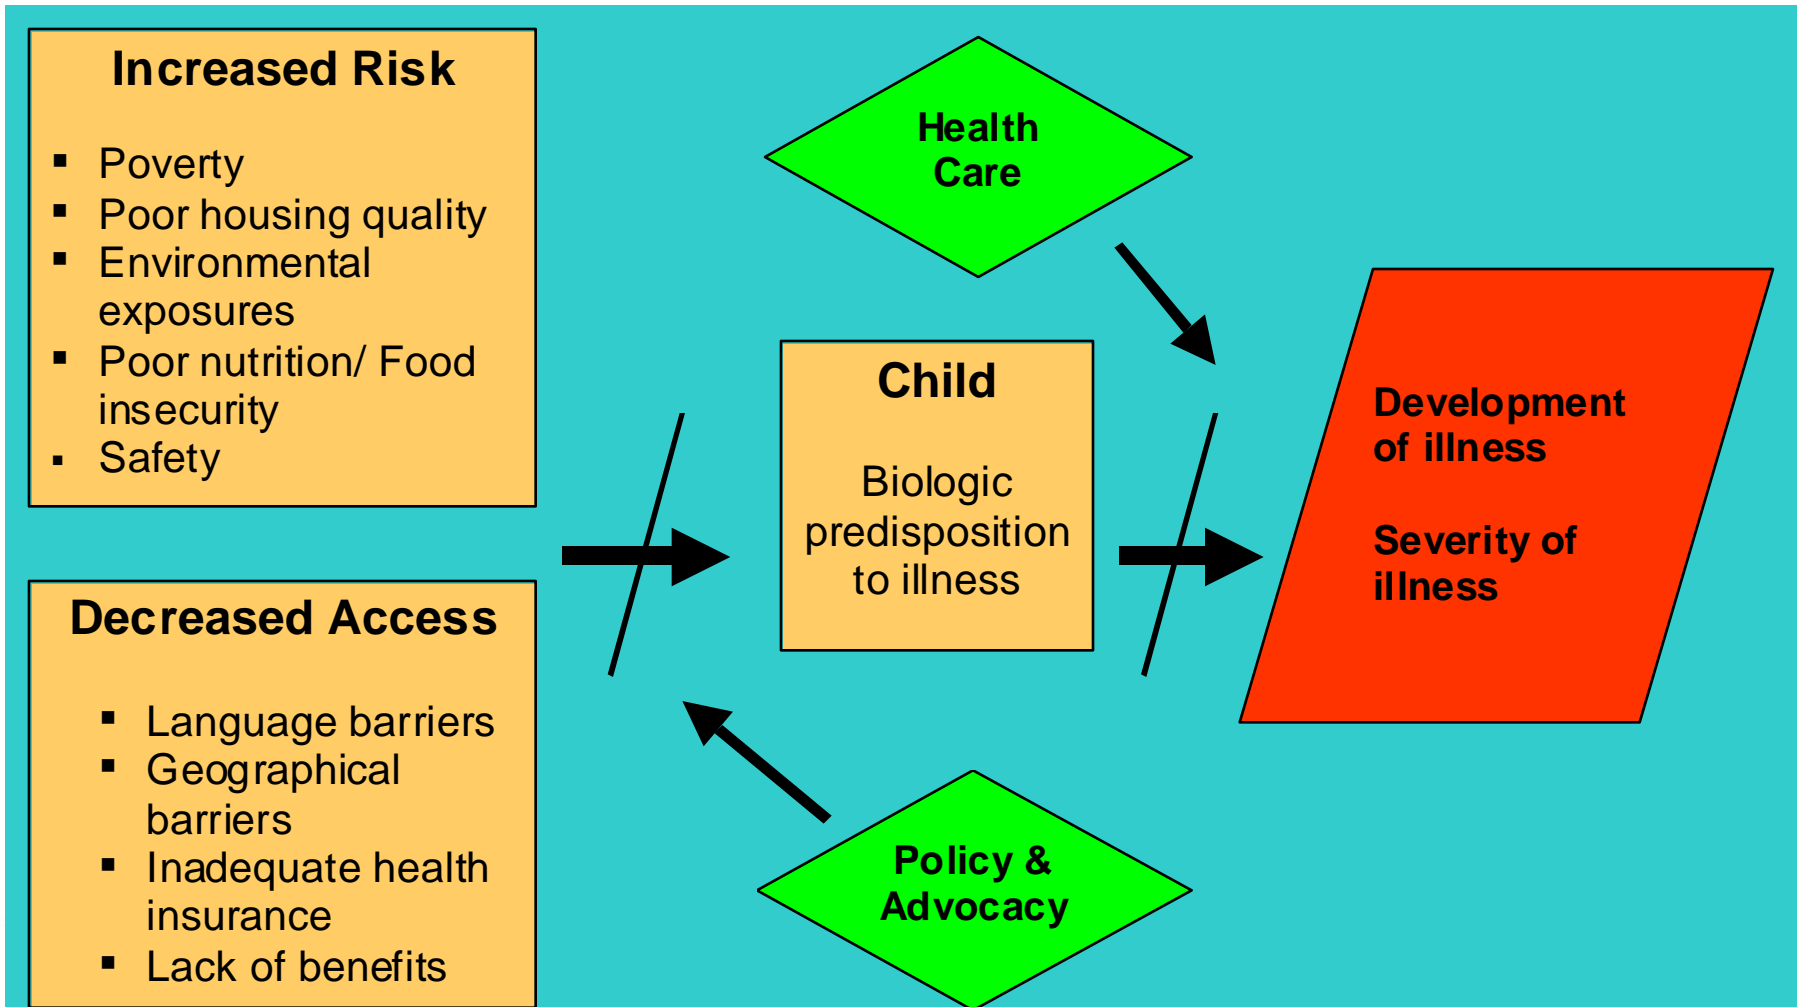 Increased Risk
▪ Poverty
▪ Poor housing quality
▪ Environmental
exposures
▪ Poor nutrition/ Food
insecurity
▪ Safety
Decreased Access
▪ Language barriers
▪ Geographical
barriers
▪ Inadequate health
insurance
▪ Lack of benefits
Health
Care
Child
Biologic
predisposition
to illness
Policy &
Advocacy
Development
of illness
Severity of
illness